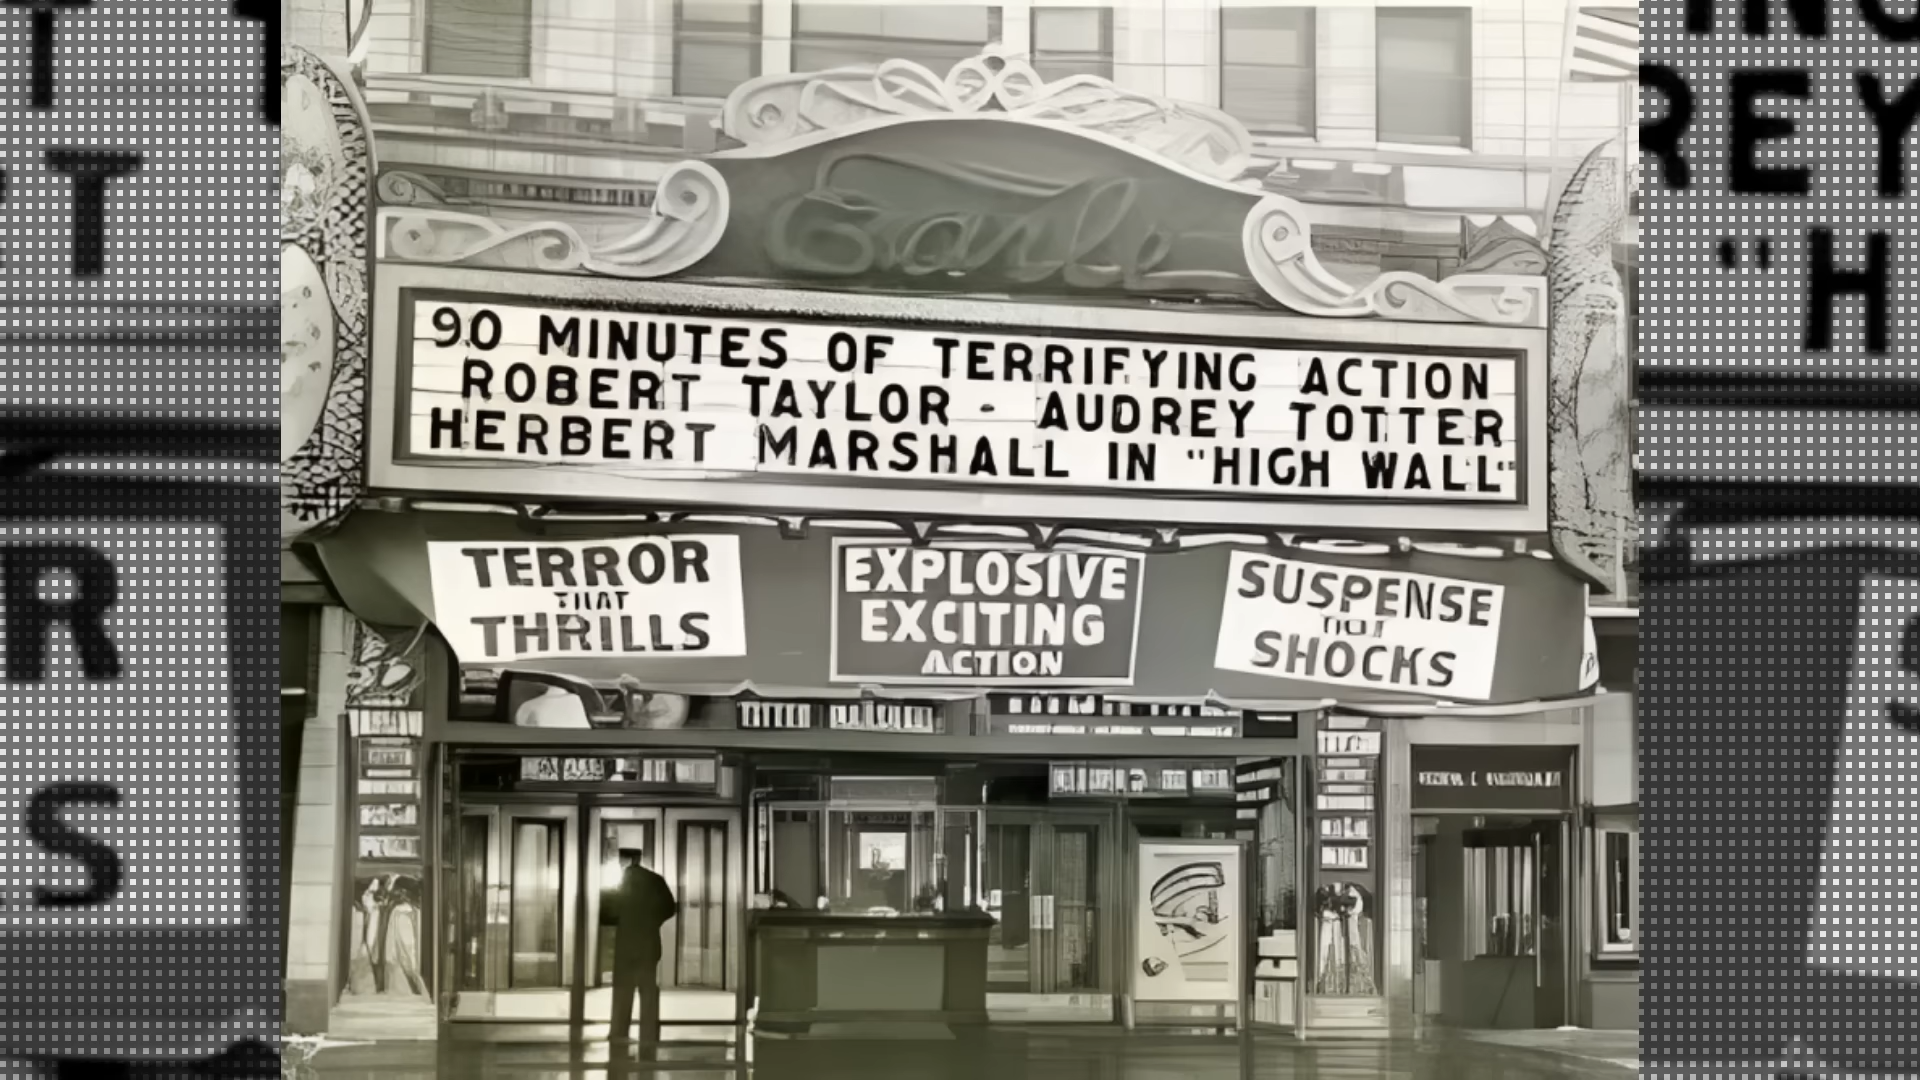 Earle
90 MINUTES OF TERRIFYING ACTION
ROBERT TAYLOR - AUDREY TOTTER
HERBERT MARSHALL IN "HIGH WALL"
TERROR
THAT
THRILLS
EXPLOSIVE
EXCITING
ACTION
SUSPENSE
SHOCKS